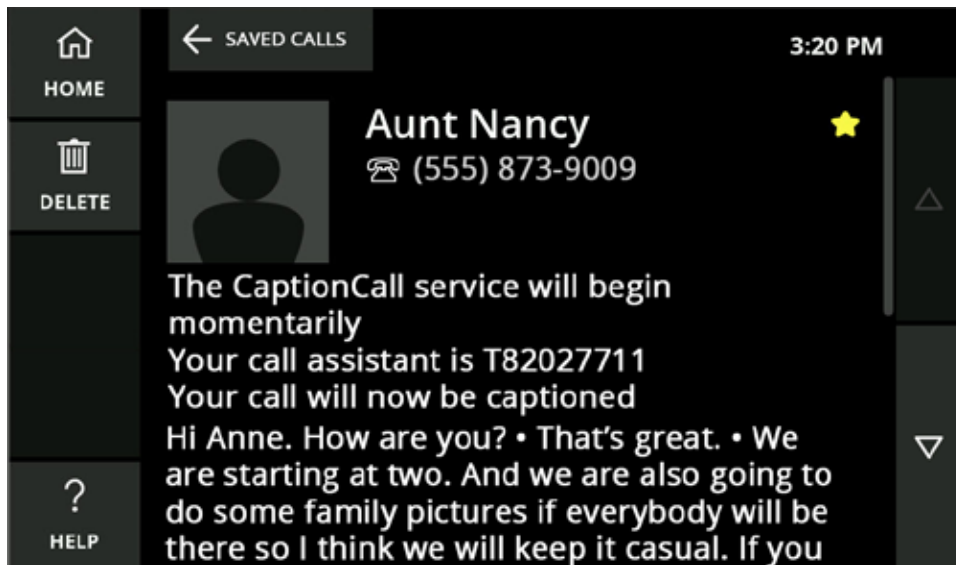 HOME
SAVED CALLS
3:20 PM
DELETE
Aunt Nancy
(555) 873-9009
The CaptionCall service will begin
momentarily
Your call assistant is T82027711
Your call will now be captioned
Hi Anne. How are you? • That’s great. • We
are starting at two. And we are also going to
do some family pictures if everybody will be
there so I think we will keep it casual. If you
?
HELP